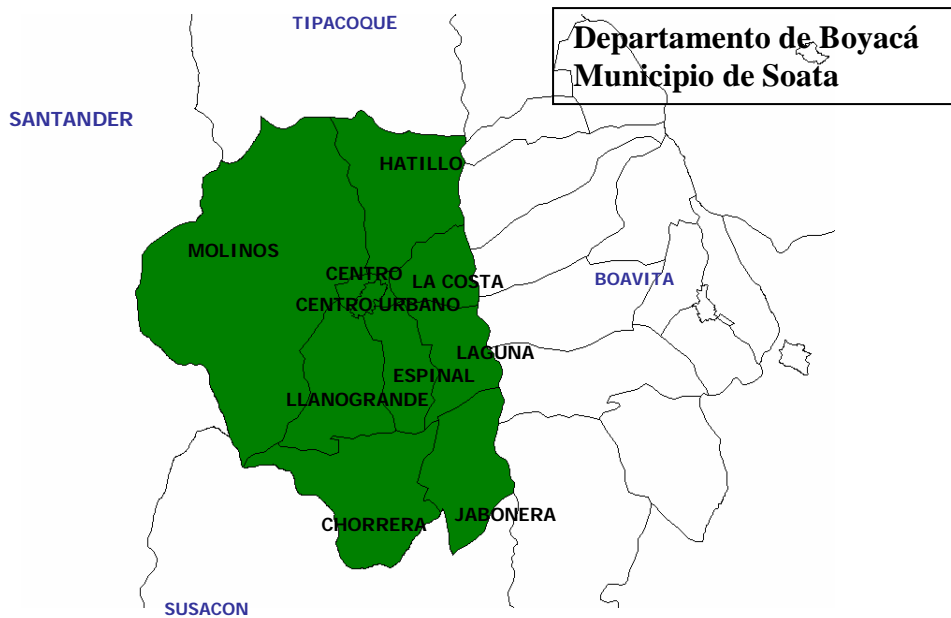 TIPACOQUE
Departamento de Boyacá
Municipio de Soata
SANTANDER
HATILLO
MOLINOS
CENTRO
LA COSTA
BOAVITA
CENTRO URBANO
LAGUNA
ESPINAL
LLANOGRANDE
JABONERA
CHORRERA
SUSACON